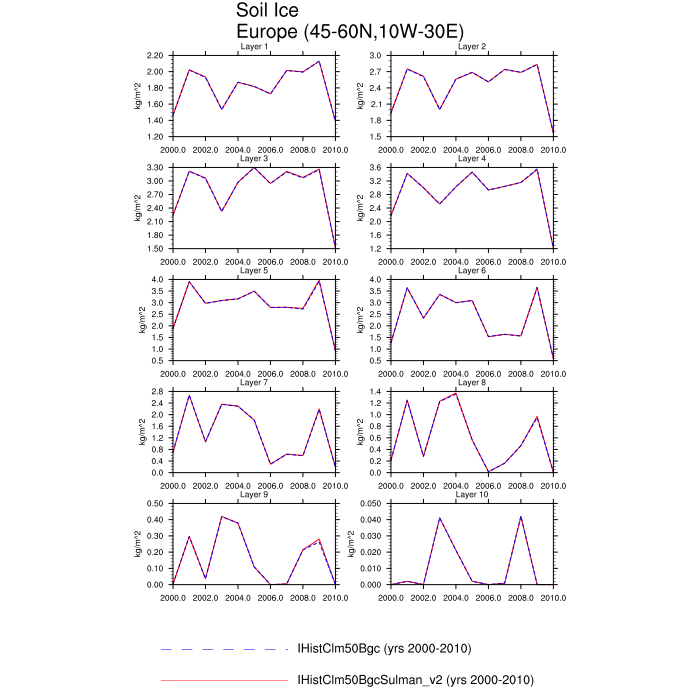 Soil Ice
Europe (45-60N,10W-30E)
Layer 1
Layer 2
2.20
2.00
1.80
1.60
1.40
1.20
kg/m^2
2000.0 2002.0 2004.0 2006.0 2008.0 2010.0
3.0
2.7
2.4
2.1
1.8
1.5
kg/m^2
2000.0 2002.0 2004.0 2006.0 2008.0 2010.0
Layer 3
Layer 4
3.30
3.00
2.70
2.40
2.10
1.80
1.50
kg/m^2
2000.0 2002.0 2004.0 2006.0 2008.0 2010.0
3.6
3.2
2.8
2.4
2.0
1.6
1.2
kg/m^2
2000.0 2002.0 2004.0 2006.0 2008.0 2010.0
Layer 5
Layer 6
4.0
3.5
3.0
2.5
2.0
1.5
1.0
0.5
kg/m^2
2000.0 2002.0 2004.0 2006.0 2008.0 2010.0
4.0
3.5
3.0
2.5
2.0
1.5
1.0
0.5
kg/m^2
2000.0 2002.0 2004.0 2006.0 2008.0 2010.0
Layer 7
Layer 8
2.8
2.4
2.0
1.6
1.2
0.8
0.4
0.0
kg/m^2
2000.0 2002.0 2004.0 2006.0 2008.0 2010.0
1.4
1.2
1.0
0.8
0.6
0.4
0.2
0.0
kg/m^2
2000.0 2002.0 2004.0 2006.0 2008.0 2010.0
Layer 9
Layer 10
0.50
0.40
0.30
0.20
0.10
0.00
kg/m^2
2000.0 2002.0 2004.0 2006.0 2008.0 2010.0
0.050
0.040
0.030
0.020
0.010
0.000
kg/m^2
2000.0 2002.0 2004.0 2006.0 2008.0 2010.0
IHistClm50Bgc (yrs 2000-2010)
IHistClm50BgcSulman_v2 (yrs 2000-2010)